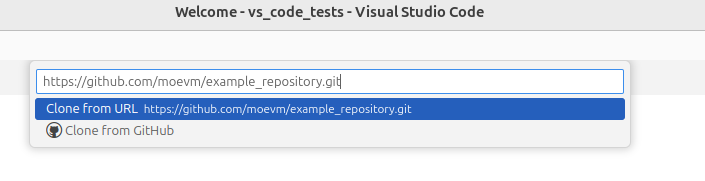 Welcome - vs_code_tests - Visual Studio Code
https://github.com/moevm/example_repository.git
Clone from URL https://github.com/moevm/example_repository.git
Clone from GitHub